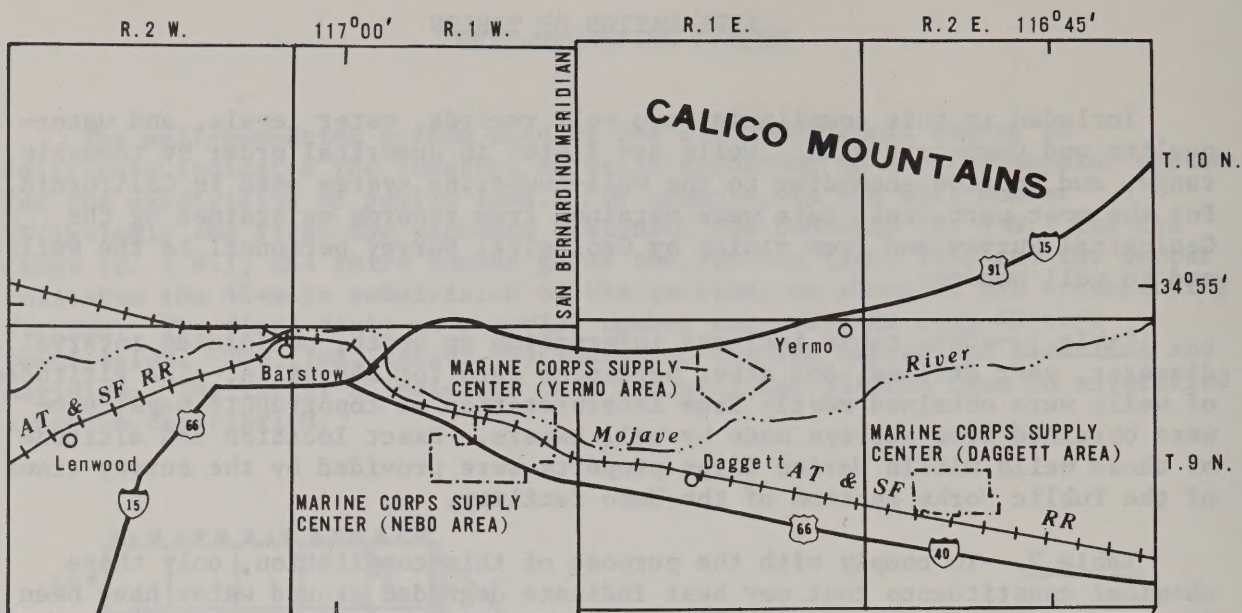 R.2 W.
117°00'
R.1 W.
R.1 E.
R.2 E.
116°45'
SAN BERNARDINO MERIDIAN
CALICO MOUNTAINS
T.10 N.
15
91
34°55'
Yermo
River
Barstow
MARINE CORPS SUPPLY
CENTER (YERMO AREA)
AT & SF RR
66
Lenwood
15
Mojave
Daggett
MARINE CORPS SUPPLY
CENTER (DAGGETT AREA)
AT & SF
RR
T.9 N.
MARINE CORPS SUPPLY
CENTER (NEBO AREA)
66
40